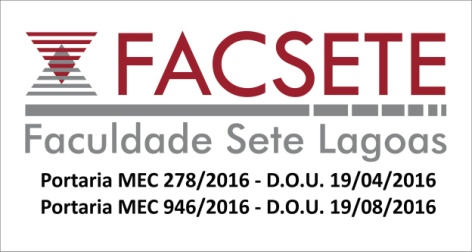 FACSETE
Faculdade Sete Lagoas
Portaria MEC 278/2016 - D.O.U. 19/04/2016
Portaria MEC 946/2016 - D.O.U. 19/08/2016